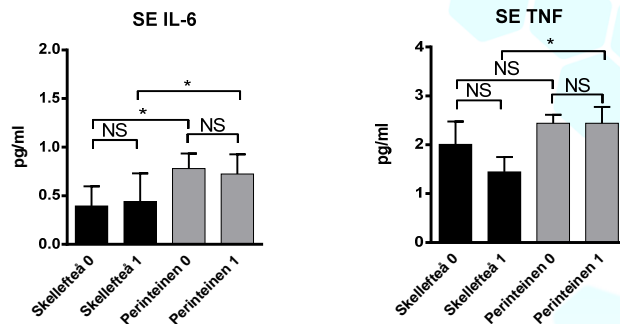 SE IL-6
2.0
1.5
1.0
0.5
0.0
pg/ml
*
*
NS
NS
Skellefteå 0
Skellefteå 1
Perinteinen 0
Perinteinen 1
SE TNF
4
3
2
1
0
pg/ml
*
NS
NS
NS
Skellefteå 0
Skellefteå 1
Perinteinen 0
Perinteinen 1